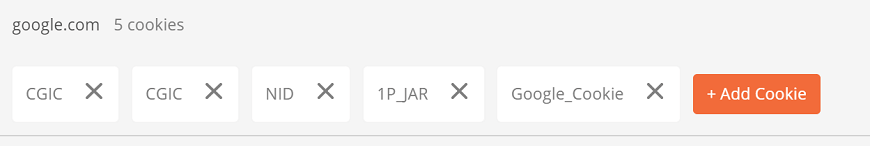 google.com 5 cookies
CGIC CGIC NID 1P_JAR Google_Cookie + Add Cookie